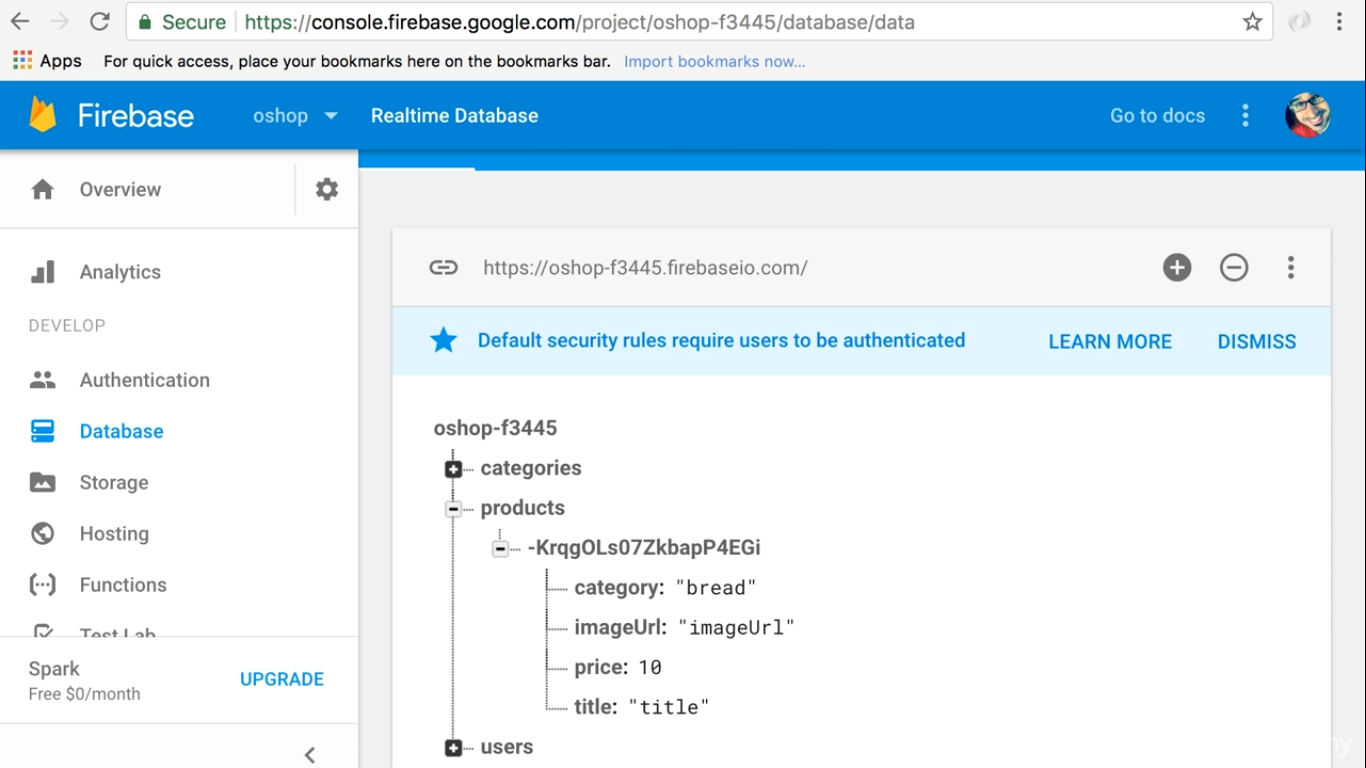 Secure https://console.firebase.google.com/project/oshop-f3445/database/data
Apps For quick access, place your bookmarks here on the bookmarks bar. Import bookmarks now...
Firebase oshop Realtime Database Go to docs
Overview
Analytics
DEVELOP
Authentication
Database
Storage
Hosting
Functions
Test Lab
Spark
Free $0/month
UPGRADE
https://oshop-f3445.firebaseio.com/
Default security rules require users to be authenticated LEARN MORE DISMISS
oshop-f3445
categories
products
-KrqgOLs07ZkbapP4EGi
category: "bread"
imageUrl: "imageUrl"
price: 10
title: "title"
users